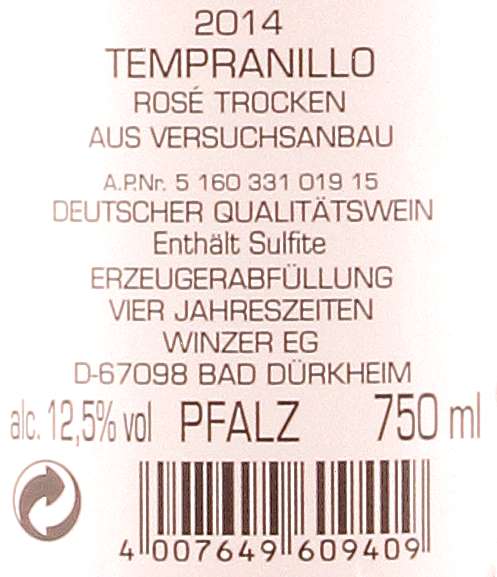 2014
TEMPRANILLO
ROSÉ TROCKEN
AUS VERSUCHSANBAU
A.P.Nr. 5 160 331 019 15
DEUTSCHER QUALITÄTSWEIN
Enthält Sulfite
ERZEUGERABFÜLLUNG
VIER JAHRESZEITEN
WINZER EG
D-67098 BAD DÜRKHEIM
alc. 12,5% vol PFALZ 750 ml
4 007649 609409